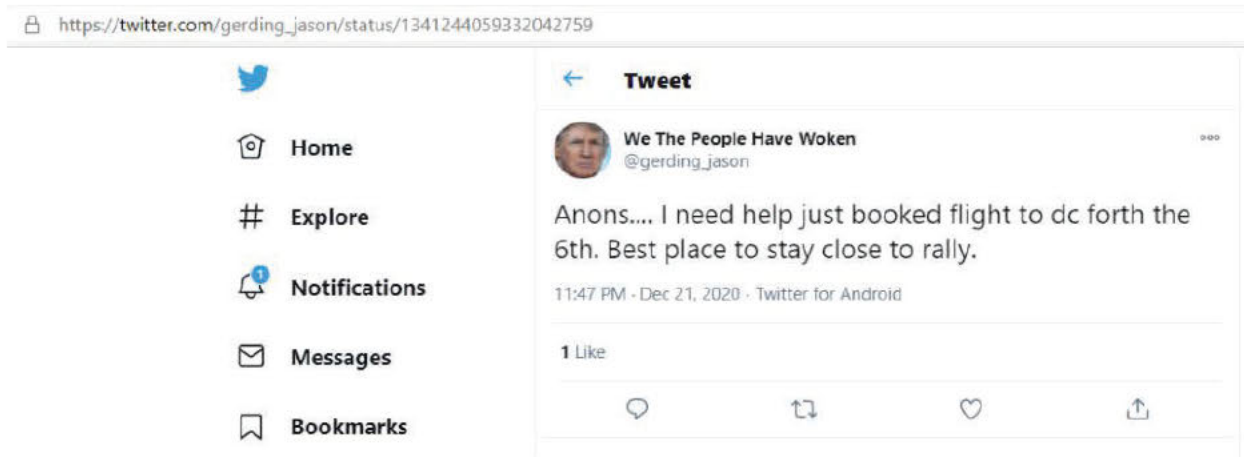 https://twitter.com/gerding_jason/status/1341244059332042759
Home
Explore
1
Notifications
Messages
Bookmarks
Tweet
We The People Have Woken
@gerding_jason
Anons.... I need help just booked flight to dc forth the
6th. Best place to stay close to rally.
11:47 PM · Dec 21, 2020 · Twitter for Android
1 Like